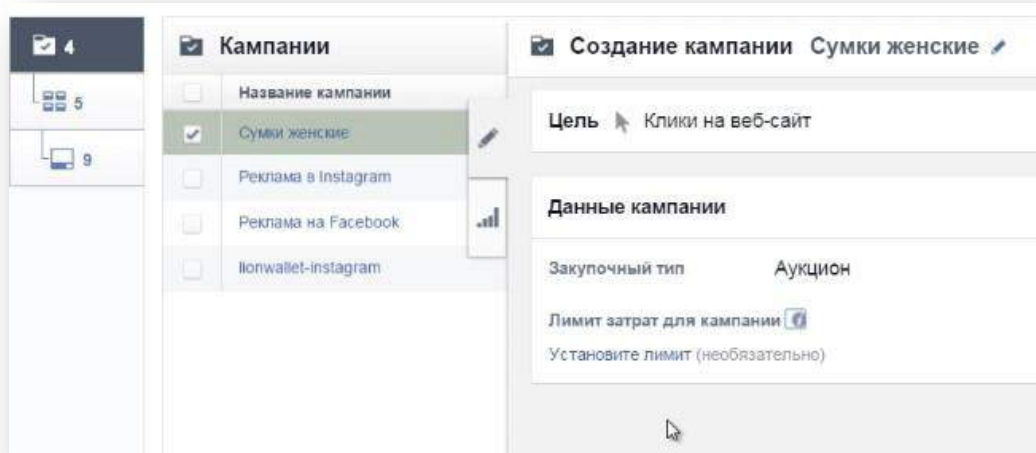 4
5
9
Кампании
Название кампании
Сумки женские
Реклама в Instagram
Реклама на Facebook
lionwallet-instagram
Создание кампании Сумки женские
Цель Клики на веб-сайт
Данные кампании
Закупочный тип Аукцион
Лимит затрат для кампании
Установите лимит (необязательно)